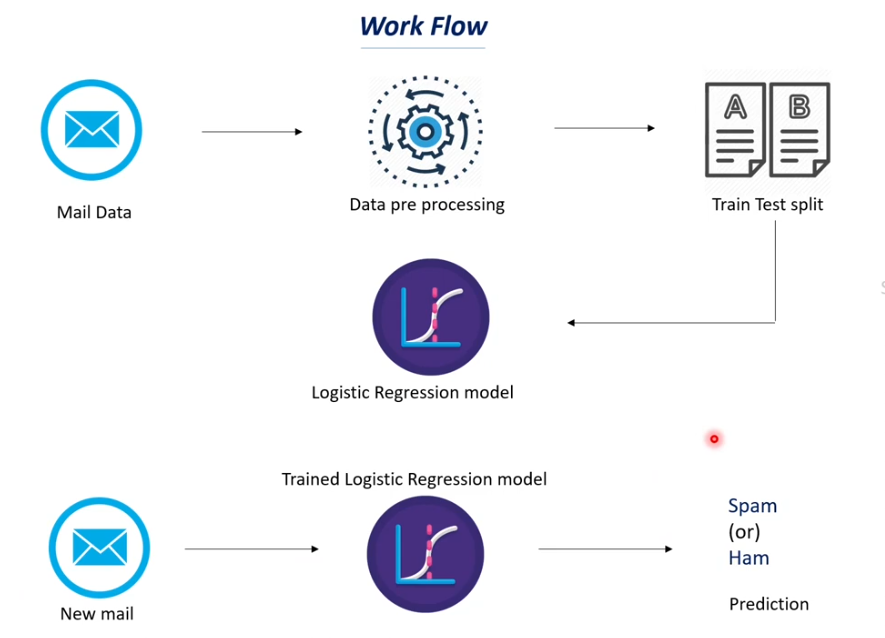 Work Flow
A B
Mail Data
Data pre processing
Train Test split
Logistic Regression model
Trained Logistic Regression model
Spam
(or)
Ham
New mail
Prediction